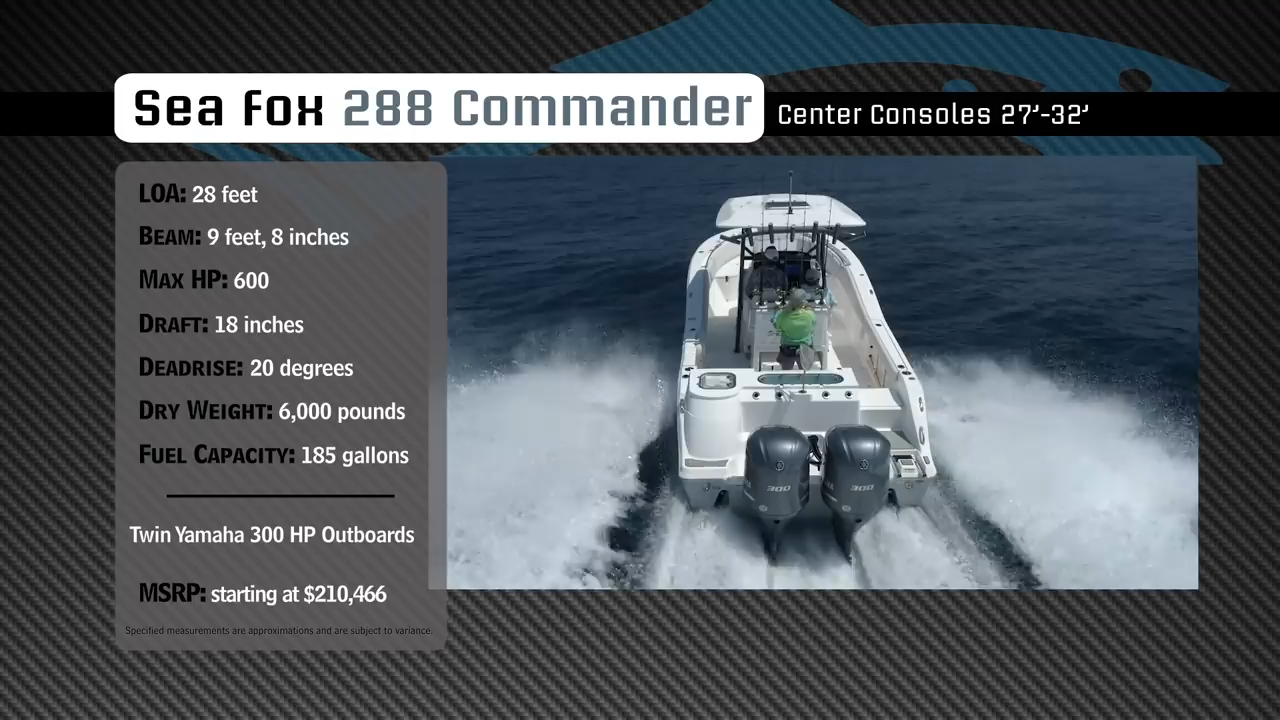 Sea Fox 288 Commander
Center Consoles 27'-32'
LOA: 28 feet
BEAM: 9 feet, 8 inches
MAX HP: 600
DRAFT: 18 inches
DEADRISE: 20 degrees
DRY WEIGHT: 6,000 pounds
FUEL CAPACITY: 185 gallons
Twin Yamaha 300 HP Outboards
MSRP: starting at $210,466
Specified measurements are approximations and are subject to variance.
300
300